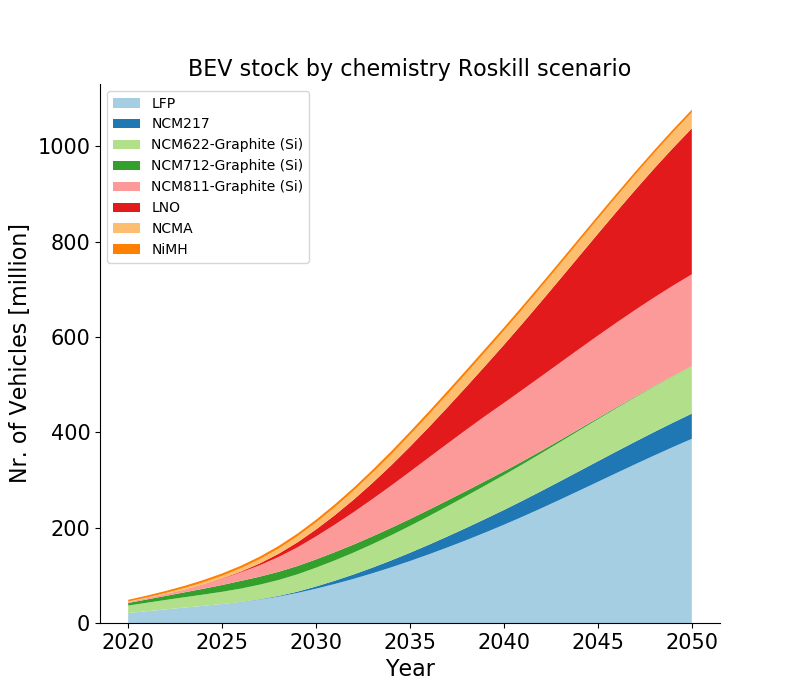 BEV stock by chemistry Roskill scenario
LFP
NCM217
NCM622-Graphite (Si)
NCM712-Graphite (Si)
NCM811-Graphite (Si)
LNO
NCMA
NiMH
1000
800
600
400
200
0
Nr. of Vehicles [million]
2020 2025 2030 2035 2040 2045 2050
Year